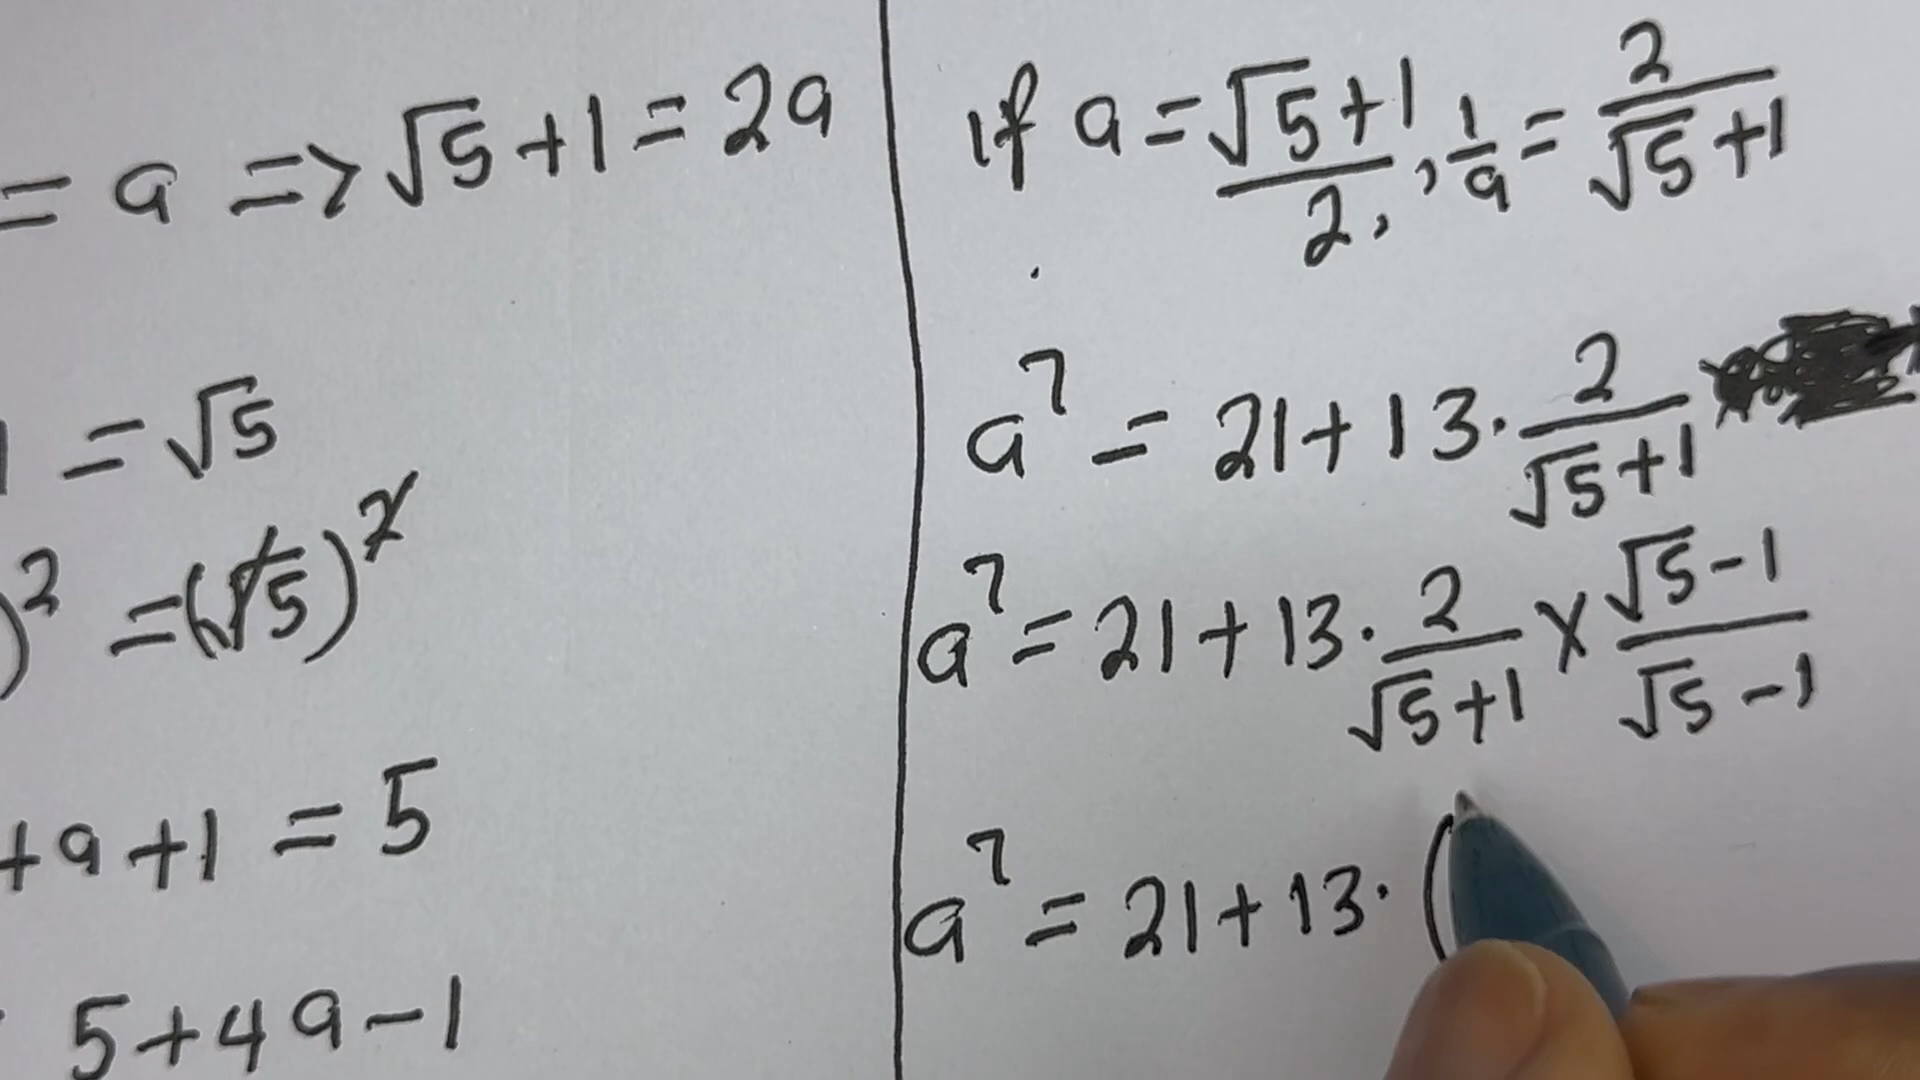 = a => √5 + 1 = 2a
1 = √5
)² = (√5)²
+ a + 1 = 5
5 + 4a - 1
if a = (√5 + 1)/2, , 1/a = 2/(√5 + 1)
a⁷ = 21 + 13 · 2/(√5 + 1)
a⁷ = 21 + 13 · 2/(√5 + 1) × (√5 - 1)/(√5 - 1)
a⁷ = 21 + 13 · (